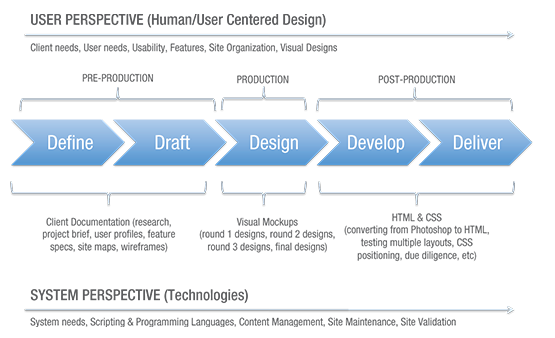 USER PERSPECTIVE (Human/User Centered Design)
Client needs, User needs, Usability, Features, Site Organization, Visual Designs
PRE-PRODUCTION
PRODUCTION
POST-PRODUCTION
Define
Draft
Design
Develop
Deliver
Client Documentation (research,
project brief, user profiles, feature
specs, site maps, wireframes)
Visual Mockups
(round 1 designs, round 2 designs,
round 3 designs, final designs)
HTML & CSS
(converting from Photoshop to HTML,
testing multiple layouts, CSS
positioning, due diligence, etc)
SYSTEM PERSPECTIVE (Technologies)
System needs, Scripting & Programming Languages, Content Management, Site Maintenance, Site Validation